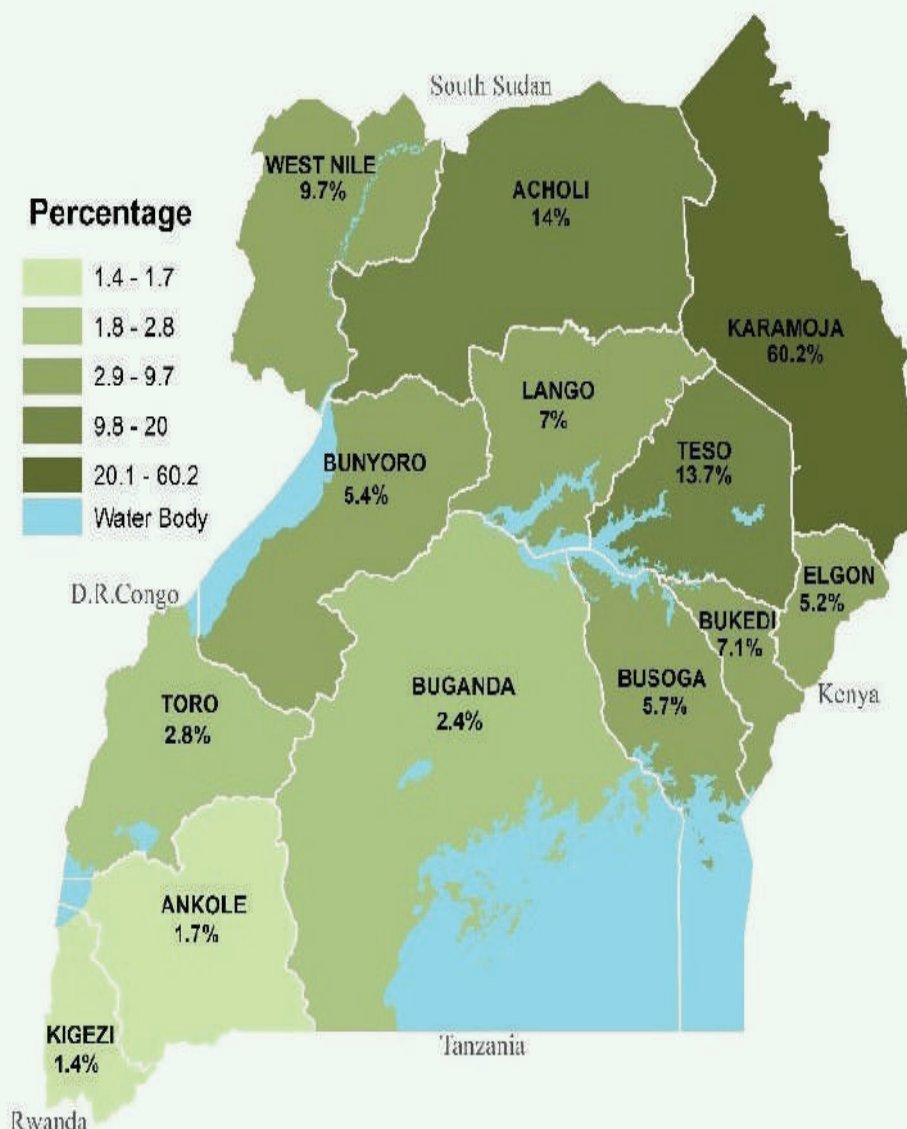 South Sudan
WEST NILE
9.7%
ACHOLI
14%
Percentage
1.4 - 1.7
1.8 - 2.8
2.9 - 9.7
9.8 - 20
20.1 - 60.2
Water Body
KARAMOJA
60.2%
LANGO
7%
TESO
13.7%
BUNYORO
5.4%
D.R.Congo
ELGON
5.2%
BUKEDI
7.1%
BUSOGA
5.7%
Kenya
BUGANDA
2.4%
TORO
2.8%
ANKOLE
1.7%
KIGEZI
1.4%
Tanzania
Rwanda